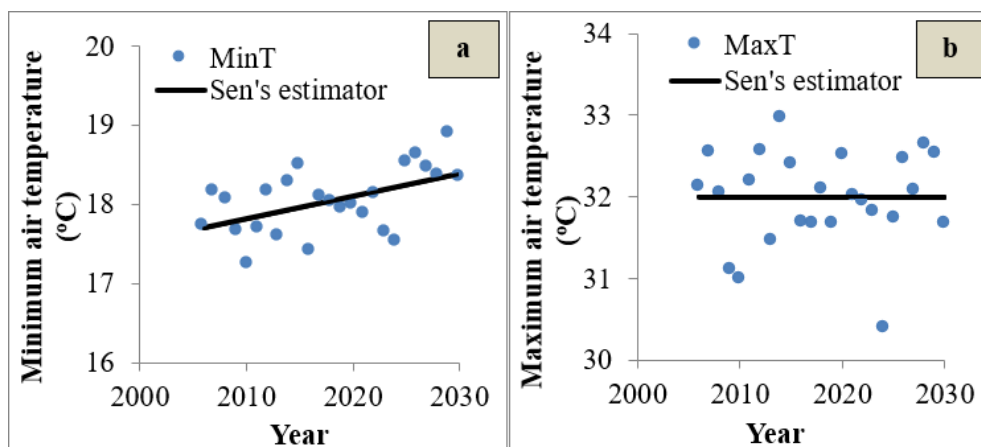 a
MinT
Sen's estimator
20
19
18
17
16
2000 2010 2020 2030
Year
Minimum air temperature
(ºC)
b
MaxT
Sen's estimator
34
33
32
31
30
2000 2010 2020 2030
Year
Maximum air temperature
(ºC)